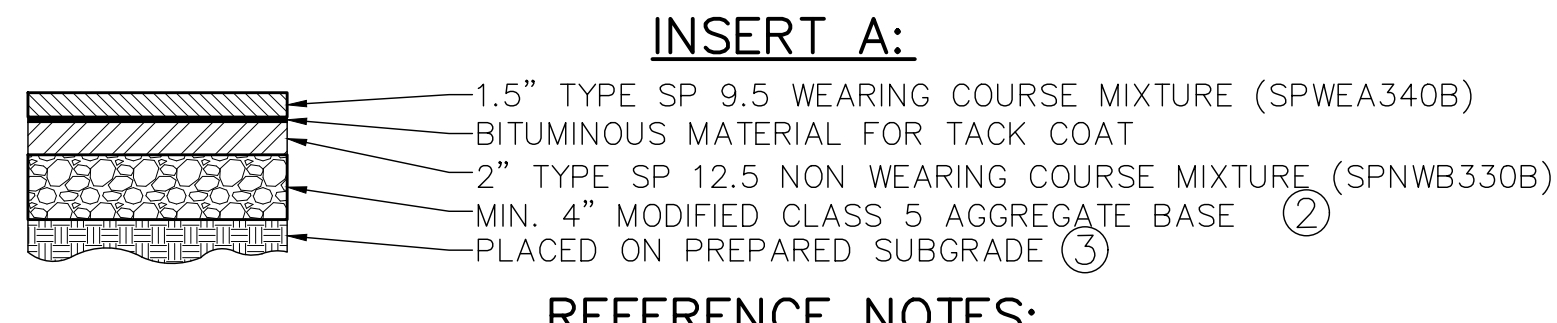 INSERT A:
1.5" TYPE SP 9.5 WEARING COURSE MIXTURE (SPWEA340B)
BITUMINOUS MATERIAL FOR TACK COAT
2" TYPE SP 12.5 NON WEARING COURSE MIXTURE (SPNWB330B)
MIN. 4" MODIFIED CLASS 5 AGGREGATE BASE 2
PLACED ON PREPARED SUBGRADE 3
REFERENCE NOTES: